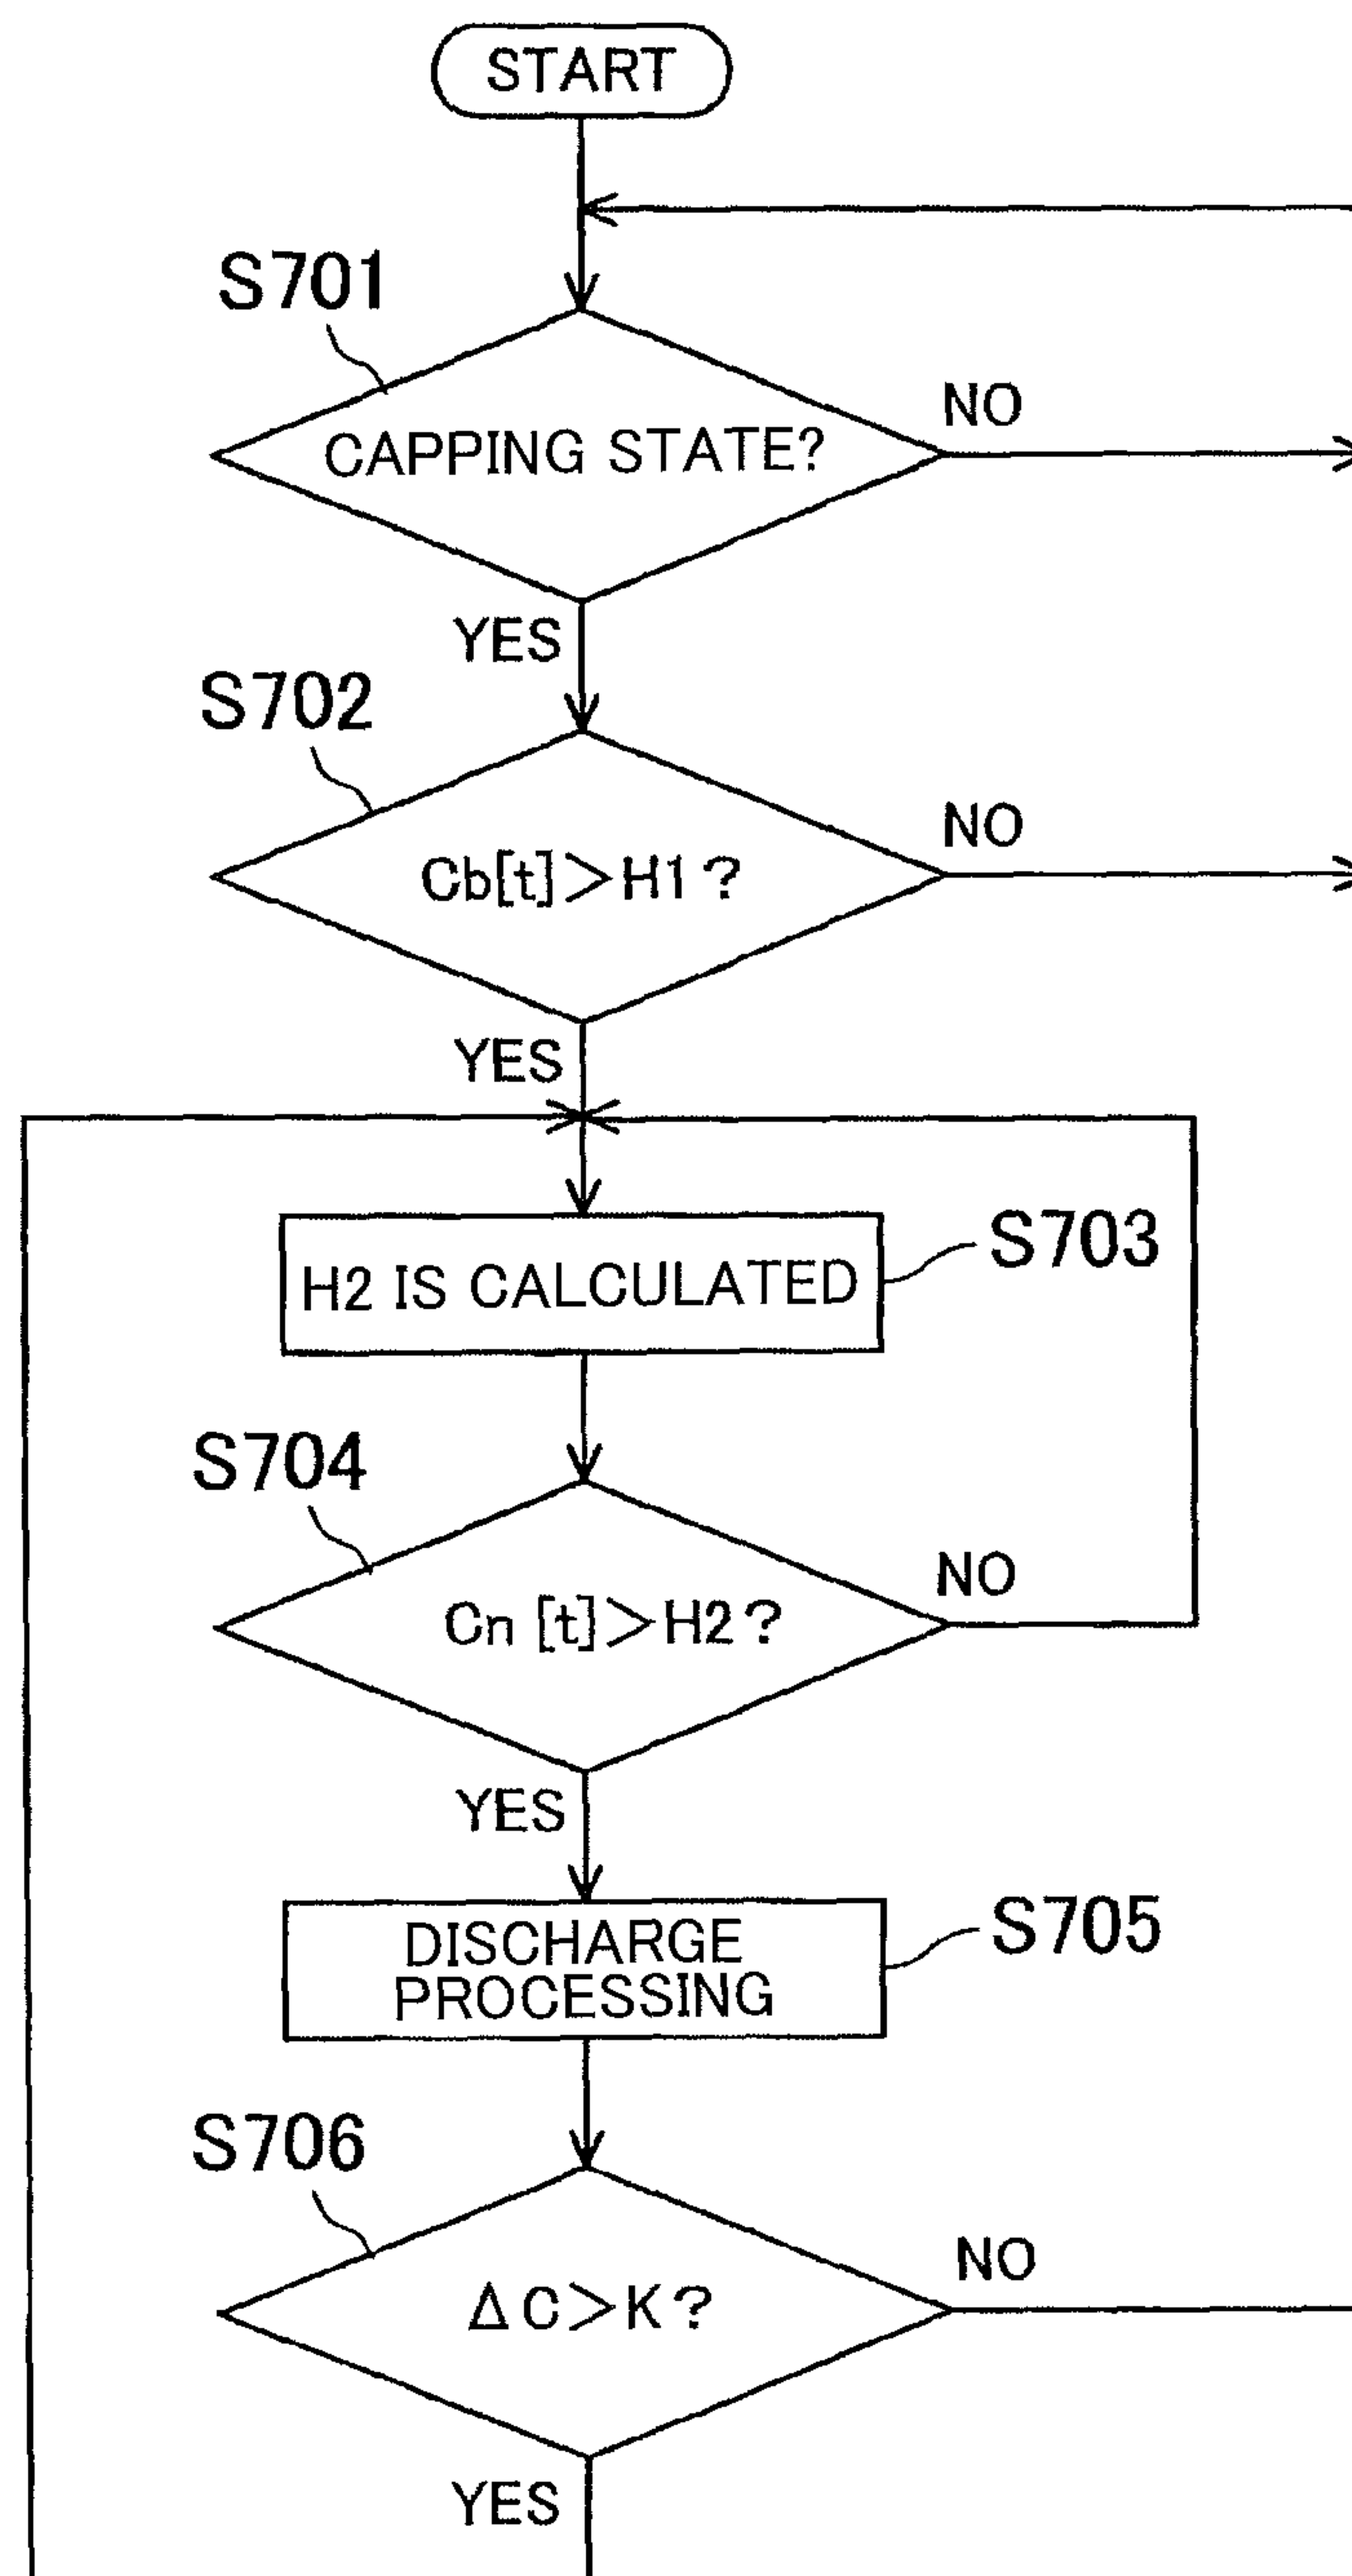 START
S701
CAPPING STATE?
NO
YES
S702
Cb[t]>H1?
NO
YES
H2 IS CALCULATED
S703
S704
Cn [t]>H2?
NO
YES
DISCHARGE
PROCESSING
S705
S706
ΔC>K?
NO
YES